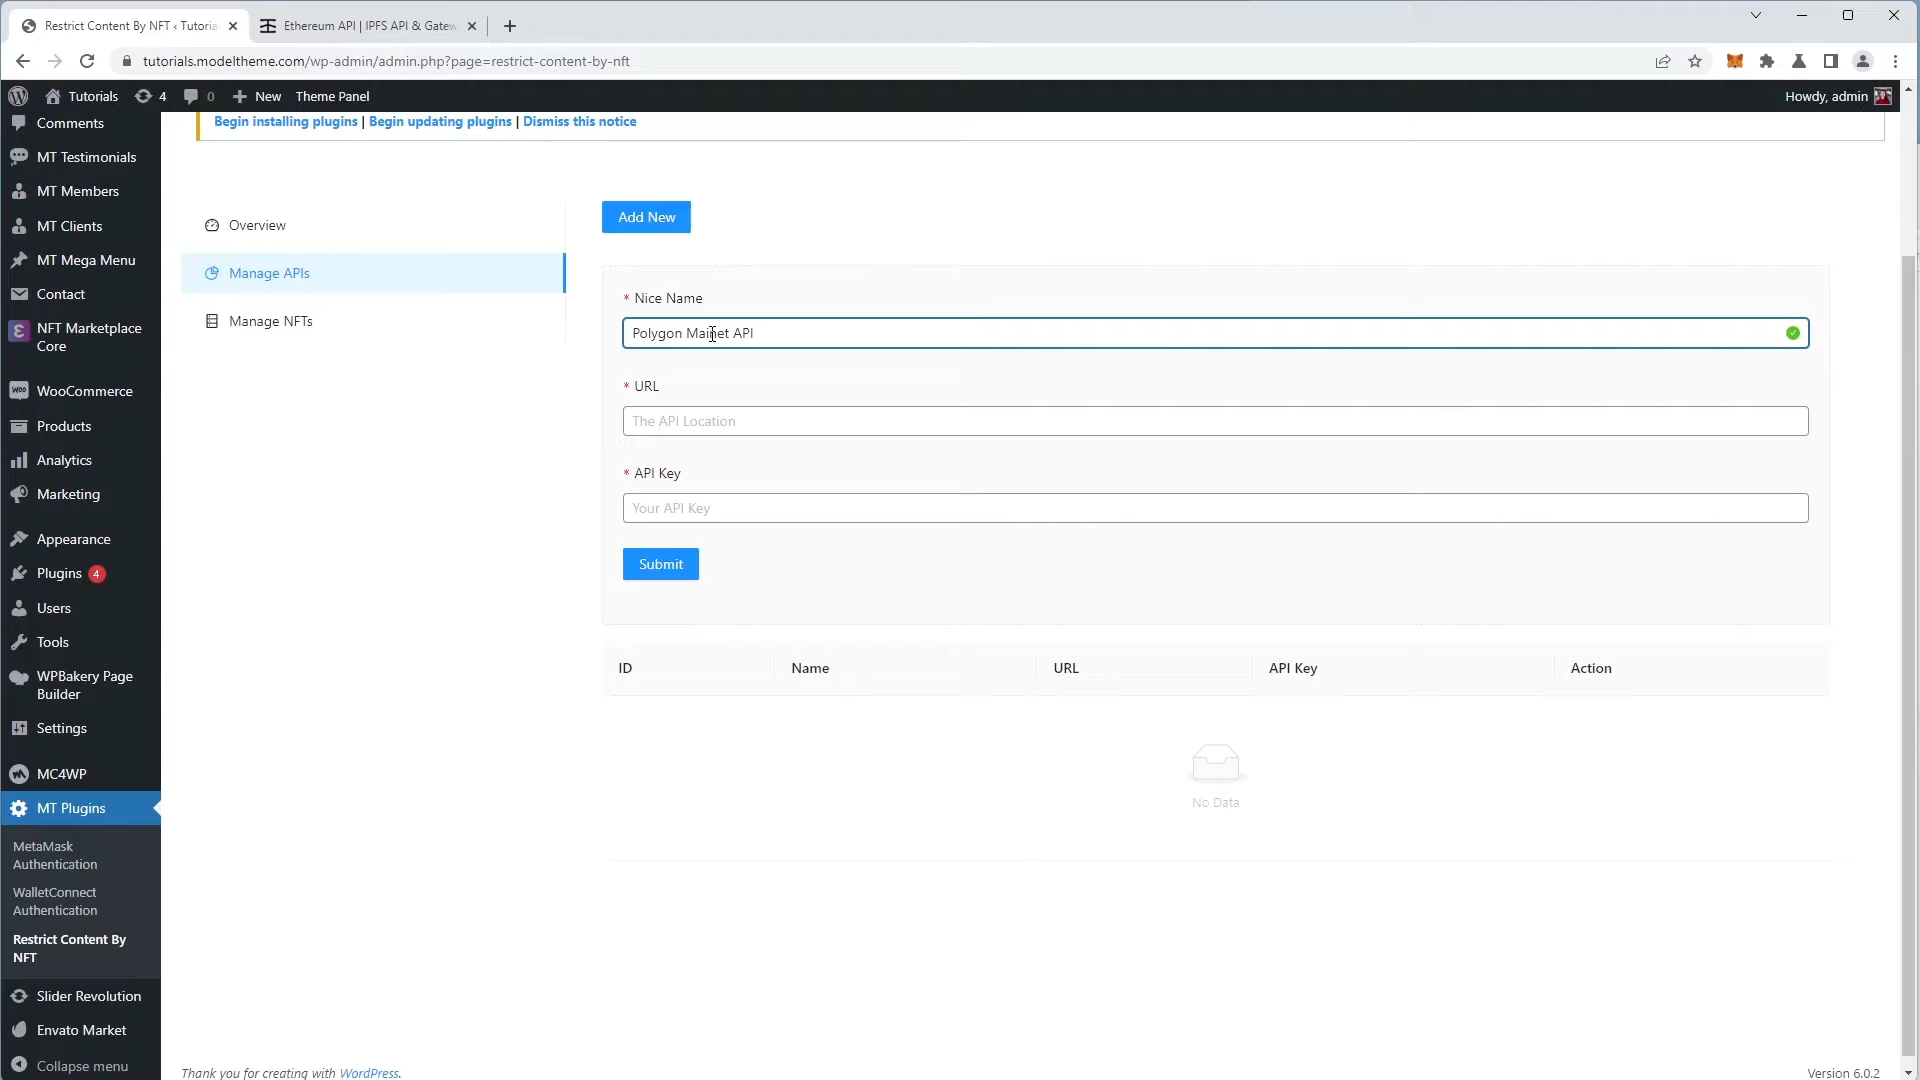 Restrict Content By NFT ‹ Tutoria
Ethereum API | IPFS API & Gatew
tutorials.modeltheme.com/wp-admin/admin.php?page=restrict-content-by-nft
Tutorials
4
0
New
Theme Panel
Howdy, admin
Comments
MT Testimonials
MT Members
MT Clients
MT Mega Menu
Contact
NFT Marketplace
Core
WooCommerce
Products
Analytics
Marketing
Appearance
Plugins 4
Users
Tools
WPBakery Page
Builder
Settings
MC4WP
MT Plugins
MetaMask
Authentication
WalletConnect
Authentication
Restrict Content By
NFT
Slider Revolution
Envato Market
Collapse menu
Begin installing plugins | Begin updating plugins | Dismiss this notice
Overview
Manage APIs
Manage NFTs
Add New
* Nice Name
Polygon Mainet API
* URL
The API Location
* API Key
Your API Key
Submit
ID Name URL API Key Action
No Data
Thank you for creating with WordPress.
Version 6.0.2